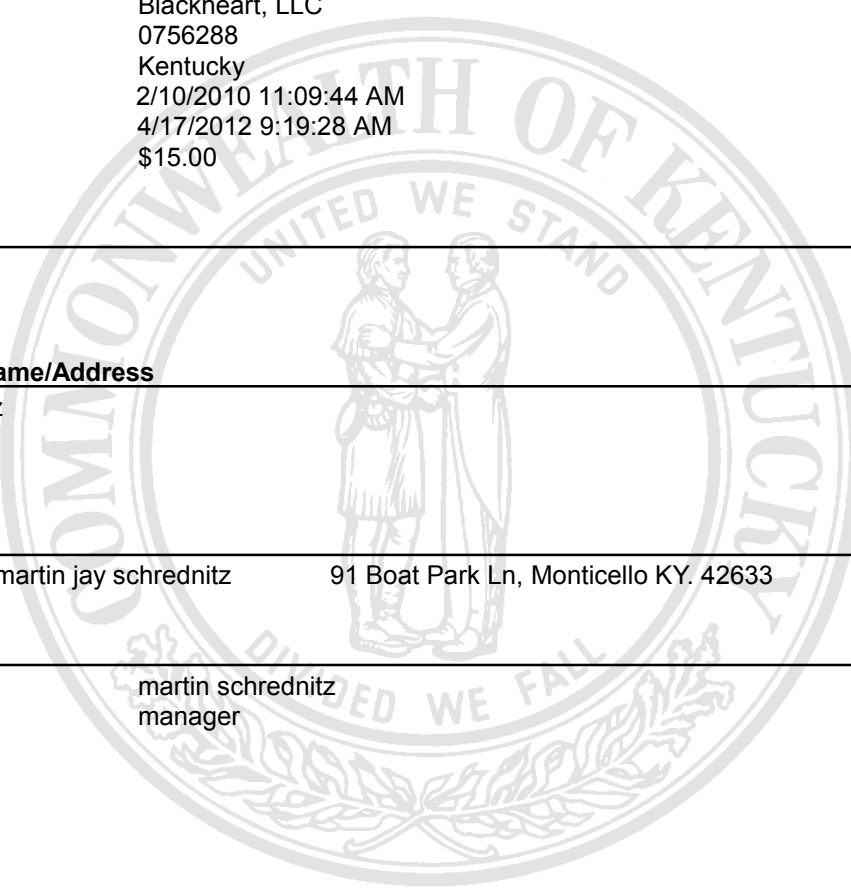 Blackheart, LLC
0756288
Kentucky
2/10/2010 11:09:44 AM
4/17/2012 9:19:28 AM
$15.00
COMMONWEALTH OF KENTUCKY
UNITED WE STAND
ame/Address
z
martin jay schrednitz 91 Boat Park Ln, Monticello KY. 42633
DIVIDED WE FALL
martin schrednitz
manager